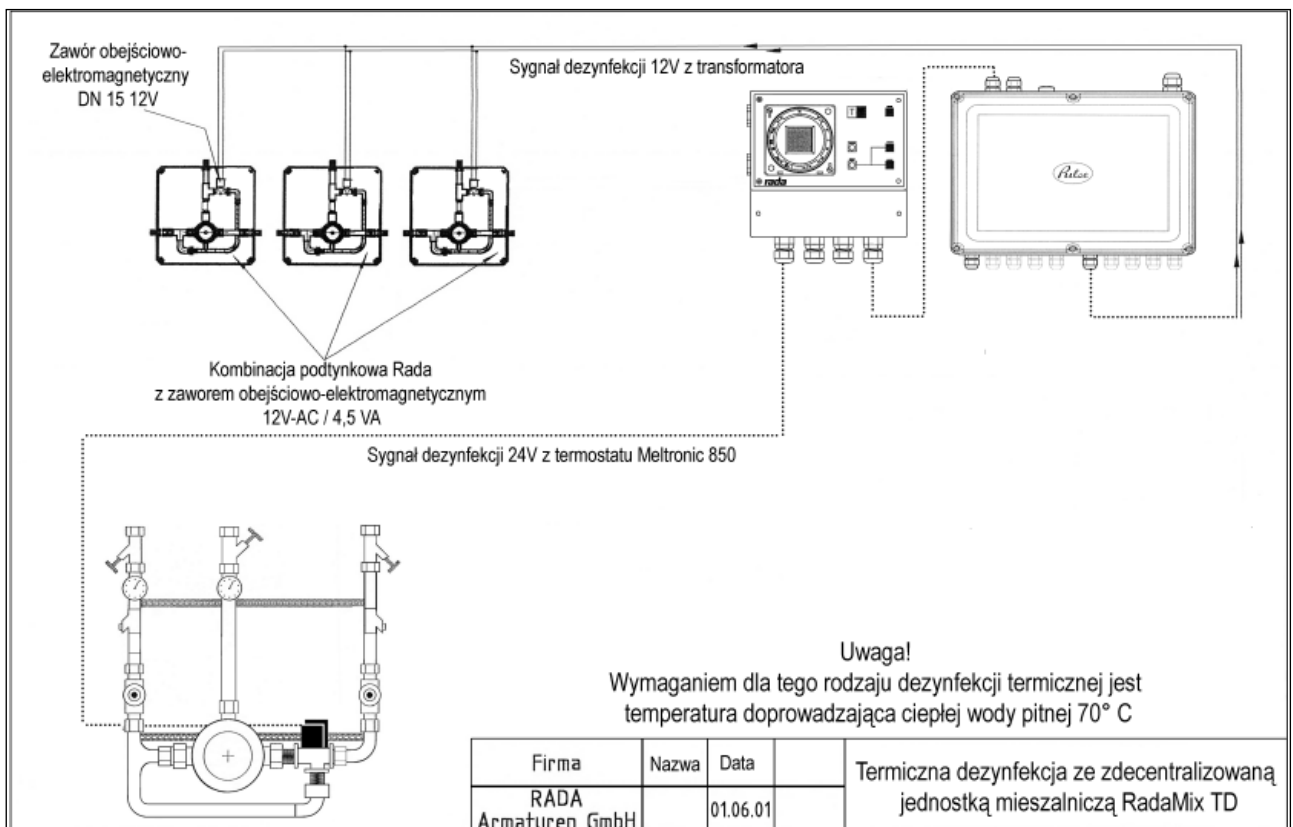 Zawór obejściowo-
elektromagnetyczny
DN 15 12V
Sygnał dezynfekcji 12V z transformatora
T
rada
Pulse
Kombinacja podtynkowa Rada
z zaworem obejściowo-elektromagnetycznym
12V-AC / 4,5 VA
Sygnał dezynfekcji 24V z termostatu Meltronic 850
Uwaga!
Wymaganiem dla tego rodzaju dezynfekcji termicznej jest
temperatura doprowadzająca ciepłej wody pitnej 70° C
Firma Nazwa Data
Termiczna dezynfekcja ze zdecentralizowaną
jednostką mieszalniczą RadaMix TD
RADA
Armaturen GmbH
01.06.01